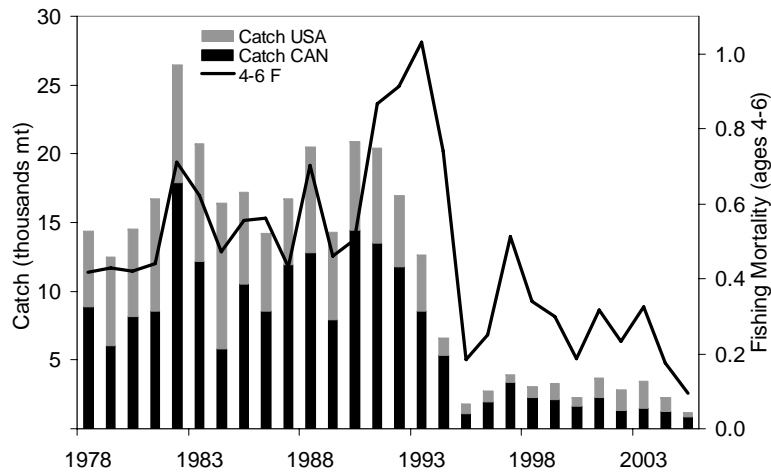 30
25
20
15
10
5
Catch (thousands mt)
Catch USA
Catch CAN
4-6 F
1.0
0.8
0.6
0.4
0.2
0.0
Fishing Mortality (ages 4-6)
1978 1983 1988 1993 1998 2003